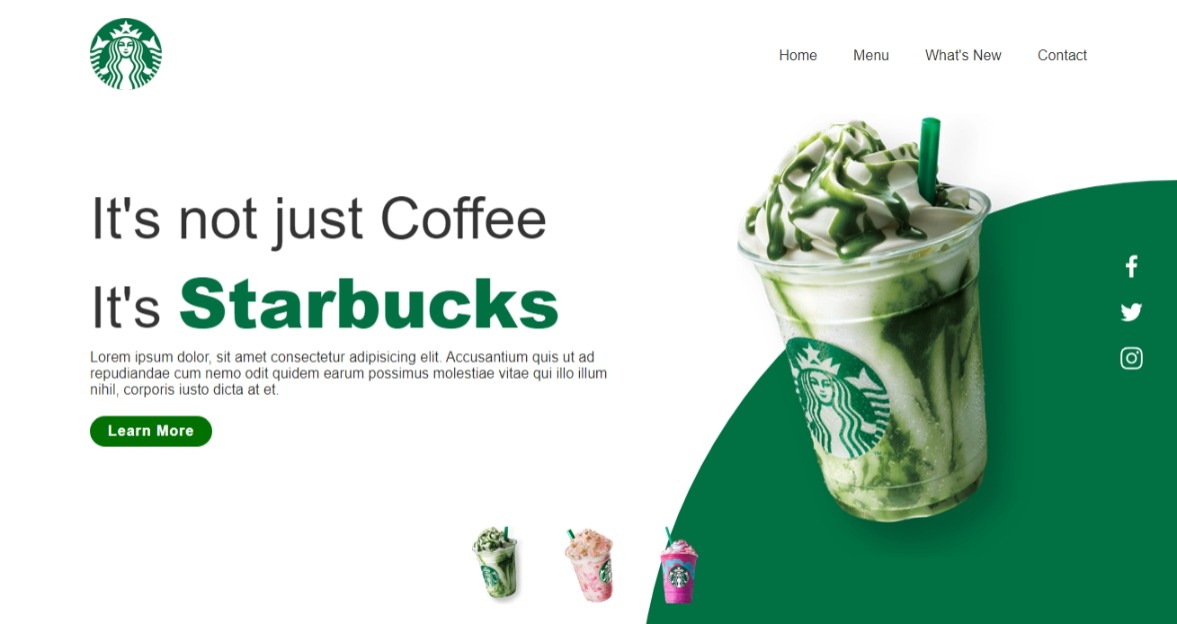 Home Menu What's New Contact
It's not just Coffee
It's Starbucks
Lorem ipsum dolor, sit amet consectetur adipisicing elit. Accusantium quis ut ad
repudiandae cum nemo odit quidem earum possimus molestiae vitae qui illo illum
nihil, corporis iusto dicta at et.
Learn More